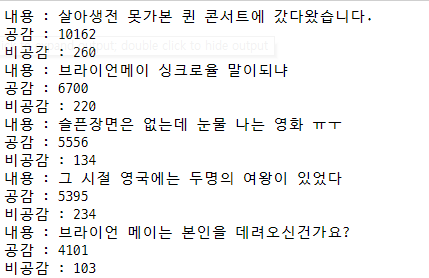 내용 : 살아생전 못가본 퀸 콘서트에 갔다왔습니다.
공감 : 10162
비공감 : 260
내용 : 브라이언메이 싱크로율 말이되냐
공감 : 6700
비공감 : 220
내용 : 슬픈장면은 없는데 눈물 나는 영화 ㅠㅜ
공감 : 5556
비공감 : 134
내용 : 그 시절 영국에는 두명의 여왕이 있었다
공감 : 5395
비공감 : 234
내용 : 브라이언 메이는 본인을 데려오신건가요?
공감 : 4101
비공감 : 103